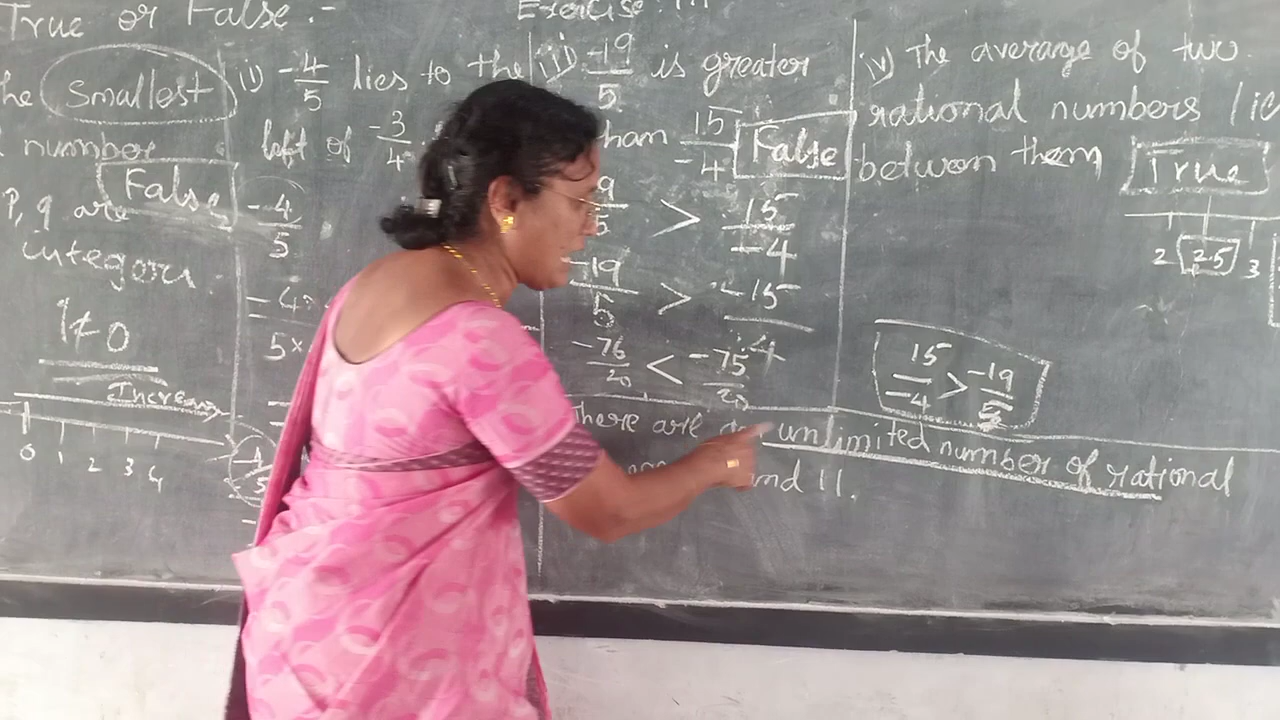 True or False :-
Exercise
he Smallest
number
False
P, q are
integers
q ≠ 0
0 1 2 3 4
ii) -4/5 lies to the
left of -3/4
-4/5
-4
5×
iii) -19/5 is greater
than 15/-4 False
> -15/-4
-19/5 > -15/4
-76/20 < -75/20
iv) The average of two
rational numbers lie
between them True
2 2.5 3
15/-4 > -19/5
There are unlimited number of rational
and 11.